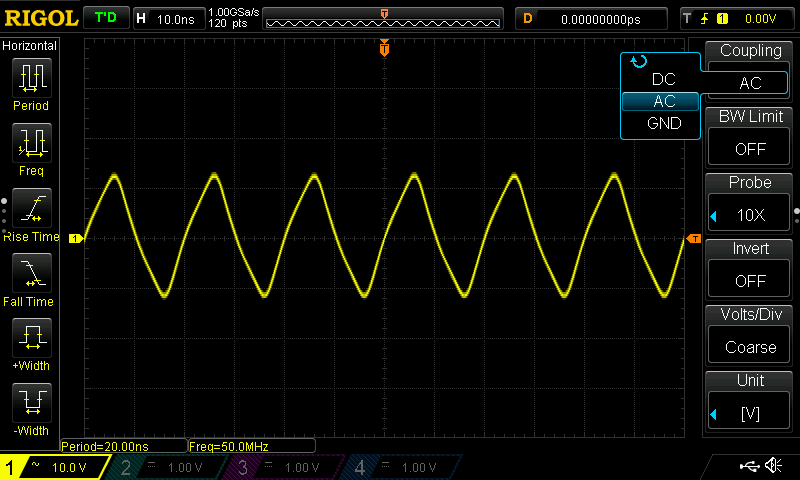 RIGOL T'D H 10.0ns 1.00GSa/s 120 pts T D 0.00000000ps T 1 0.00V
Horizontal
Period
Freq
Rise Time
Fall Time
+Width
-Width
T
1
T
DC
AC
GND
Coupling
AC
BW Limit
OFF
Probe
10X
Invert
OFF
Volts/Div
Coarse
Unit
[V]
Period=20.00ns Freq=50.0MHz
1 ~ 10.0 V 2 = 1.00 V 3 = 1.00 V 4 = 1.00 V